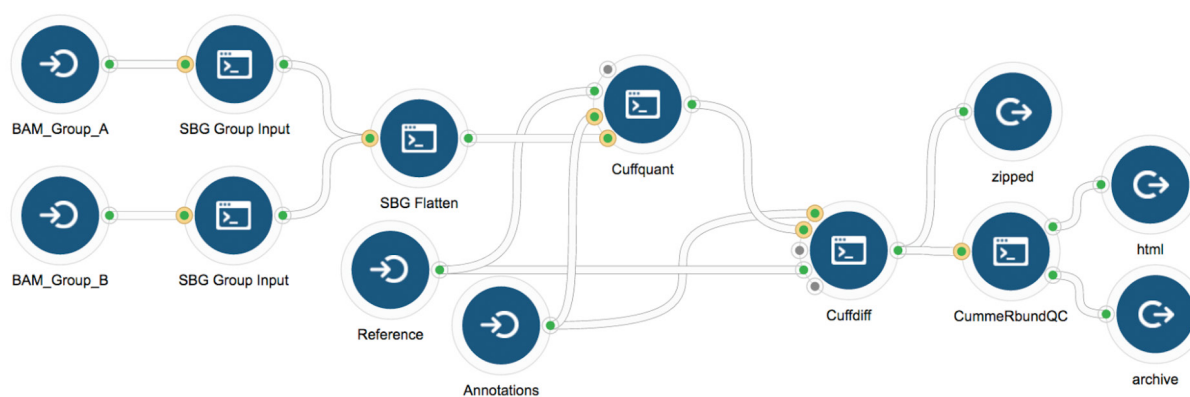 BAM_Group_A
SBG Group Input
BAM_Group_B
SBG Group Input
SBG Flatten
Reference
Annotations
Cuffquant
Cuffdiff
zipped
CummeRbundQC
html
archive